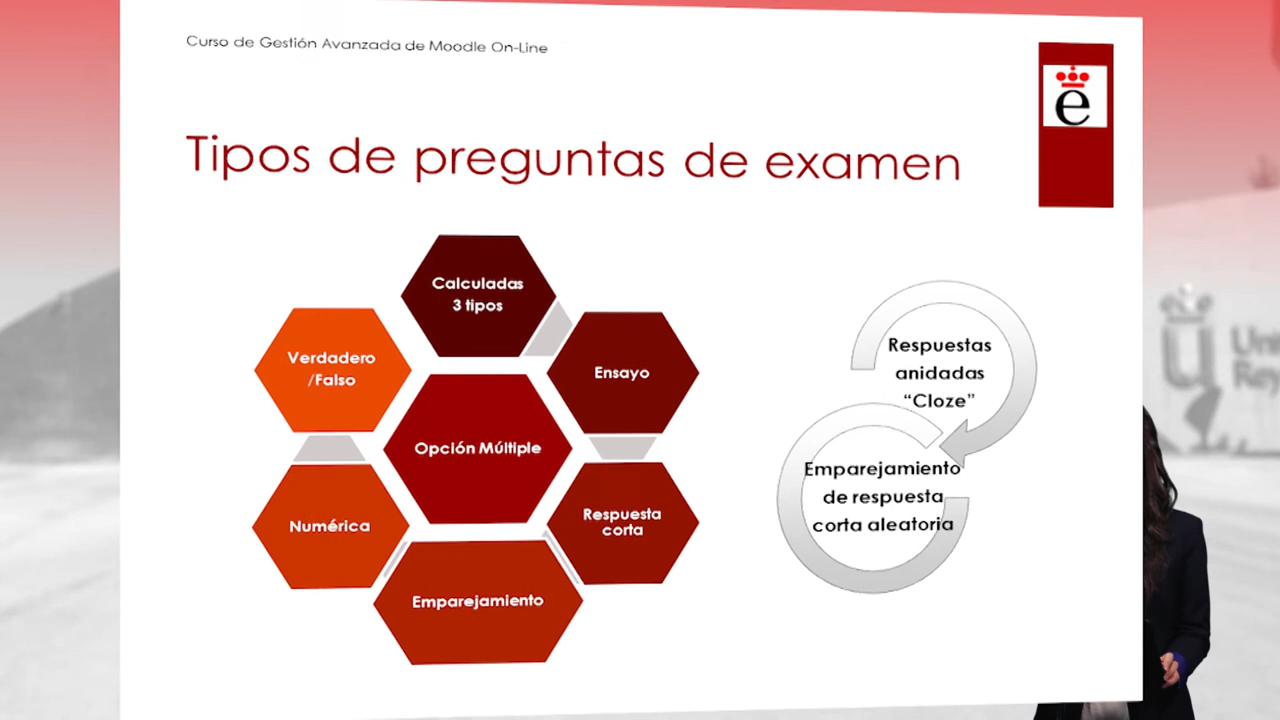 Curso de Gestión Avanzada de Moodle On-Line
e
Tipos de preguntas de examen
Calculadas
3 tipos
Verdadero
/Falso
Ensayo
Opción Múltiple
Numérica
Respuesta
corta
Emparejamiento
Respuestas
anidadas
“Cloze”
Emparejamiento
de respuesta
corta aleatoria